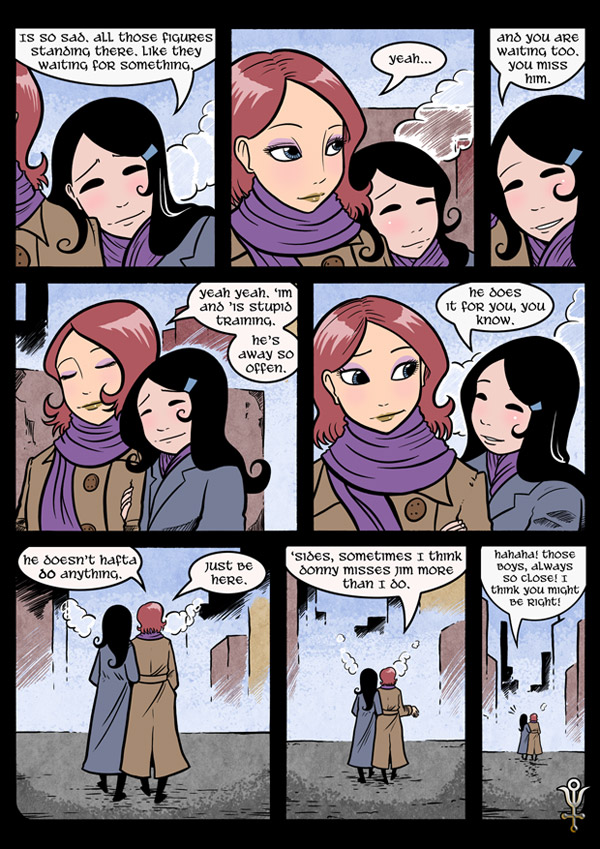 is so sad. all those figures
standing there. like they
waiting for something.
yeah...
and you are
waiting too.
you miss
him.
yeah yeah. 'im
and 'is stupid
training.
he's
away so
offen.
he does
it for you, you
know.
he doesn't hafta
do anything.
just be
here.
'sides, sometimes i think
donny misses jim more
than i do.
hahaha! those
boys, always
so close! i
think you might
be right!